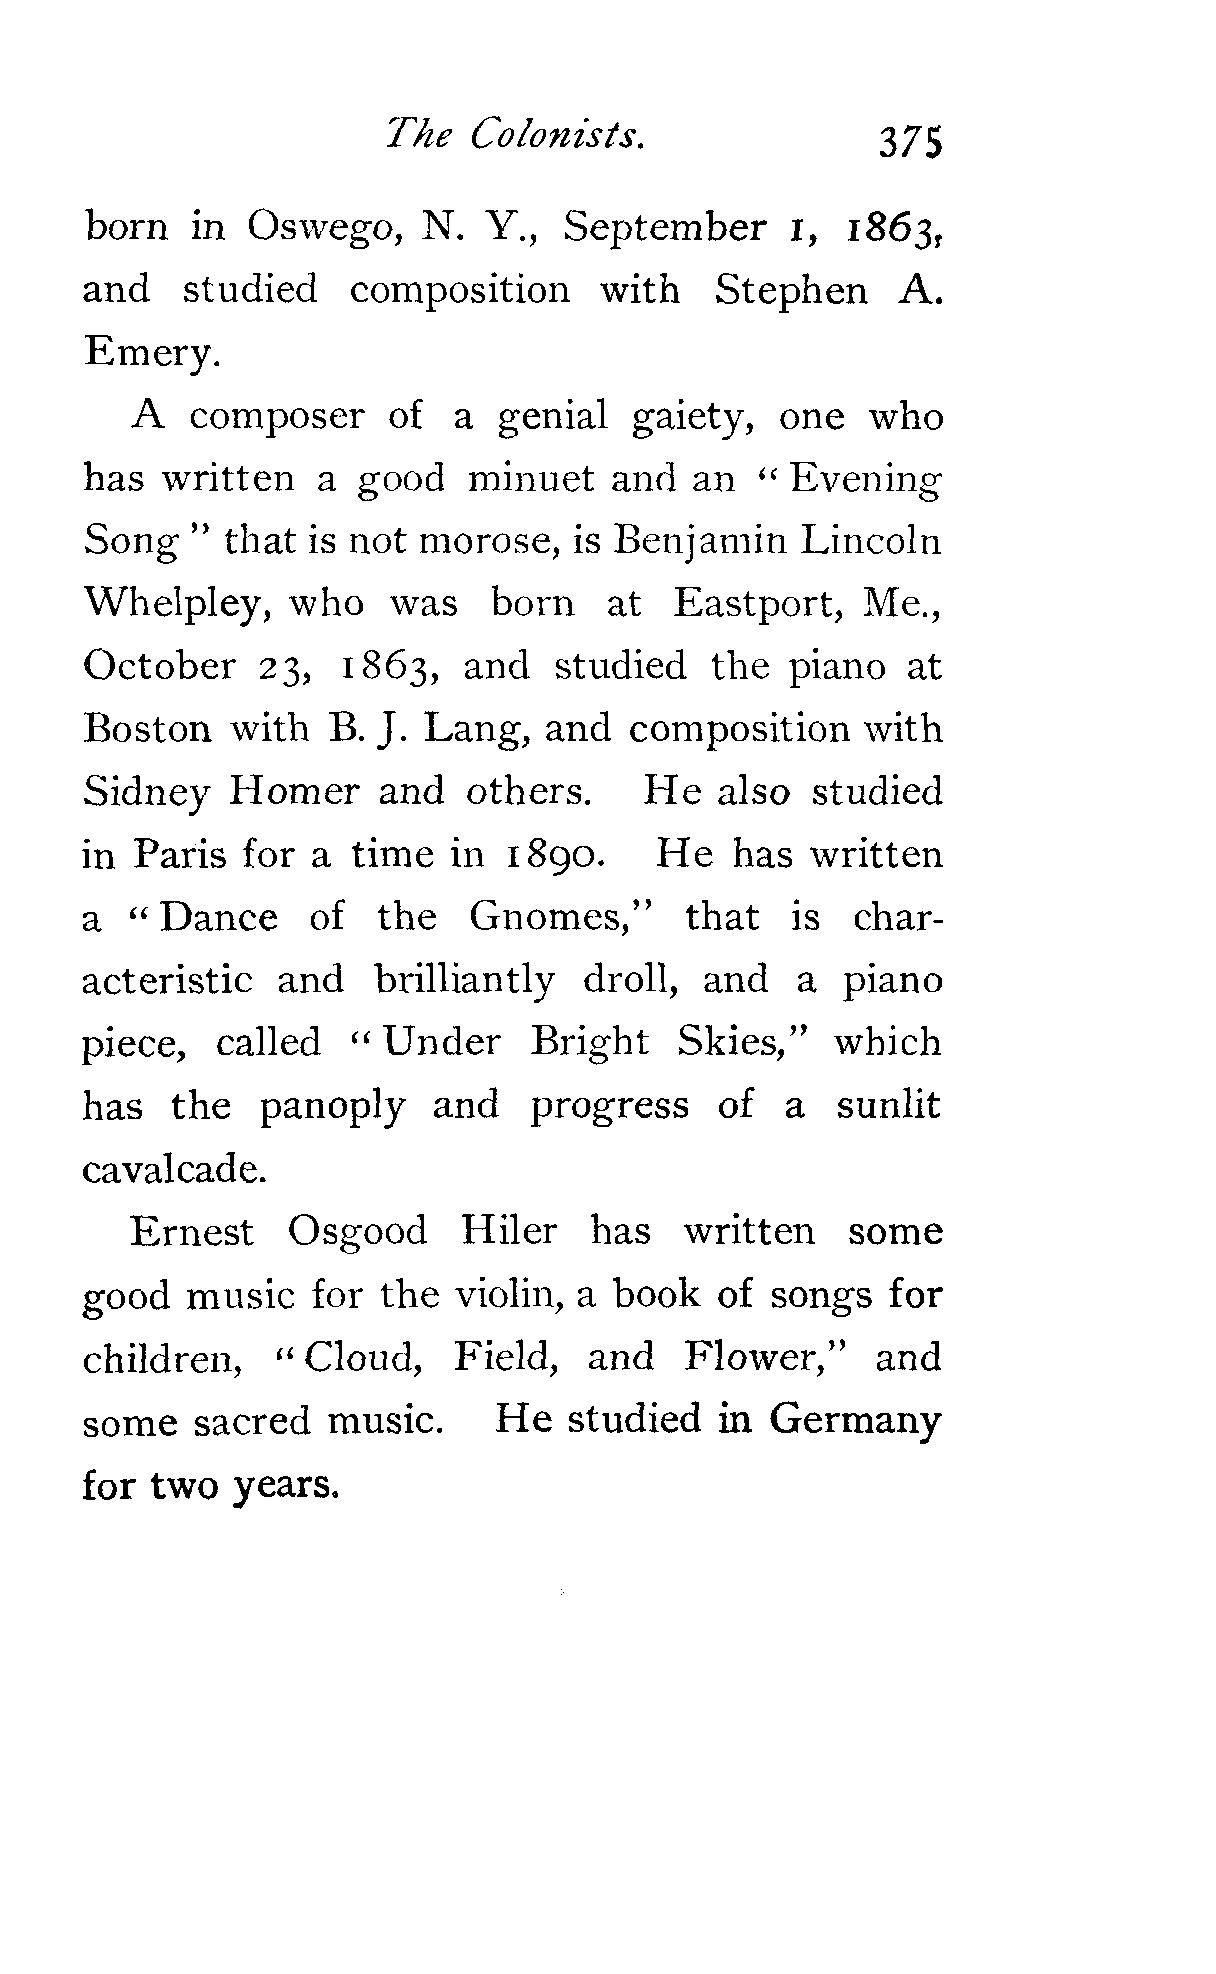 The Colonists. 375
born in Oswego, N. Y., September 1, 1863,
and studied composition with Stephen A.
Emery.
A composer of a genial gaiety, one who
has written a good minuet and an “ Evening
Song ” that is not morose, is Benjamin Lincoln
Whelpley, who was born at Eastport, Me.,
October 23, 1863, and studied the piano at
Boston with B. J. Lang, and composition with
Sidney Homer and others. He also studied
in Paris for a time in 1890. He has written
a “ Dance of the Gnomes,” that is char-
acteristic and brilliantly droll, and a piano
piece, called “ Under Bright Skies,” which
has the panoply and progress of a sunlit
cavalcade.
Ernest Osgood Hiler has written some
good music for the violin, a book of songs for
children, “ Cloud, Field, and Flower,” and
some sacred music. He studied in Germany
for two years.